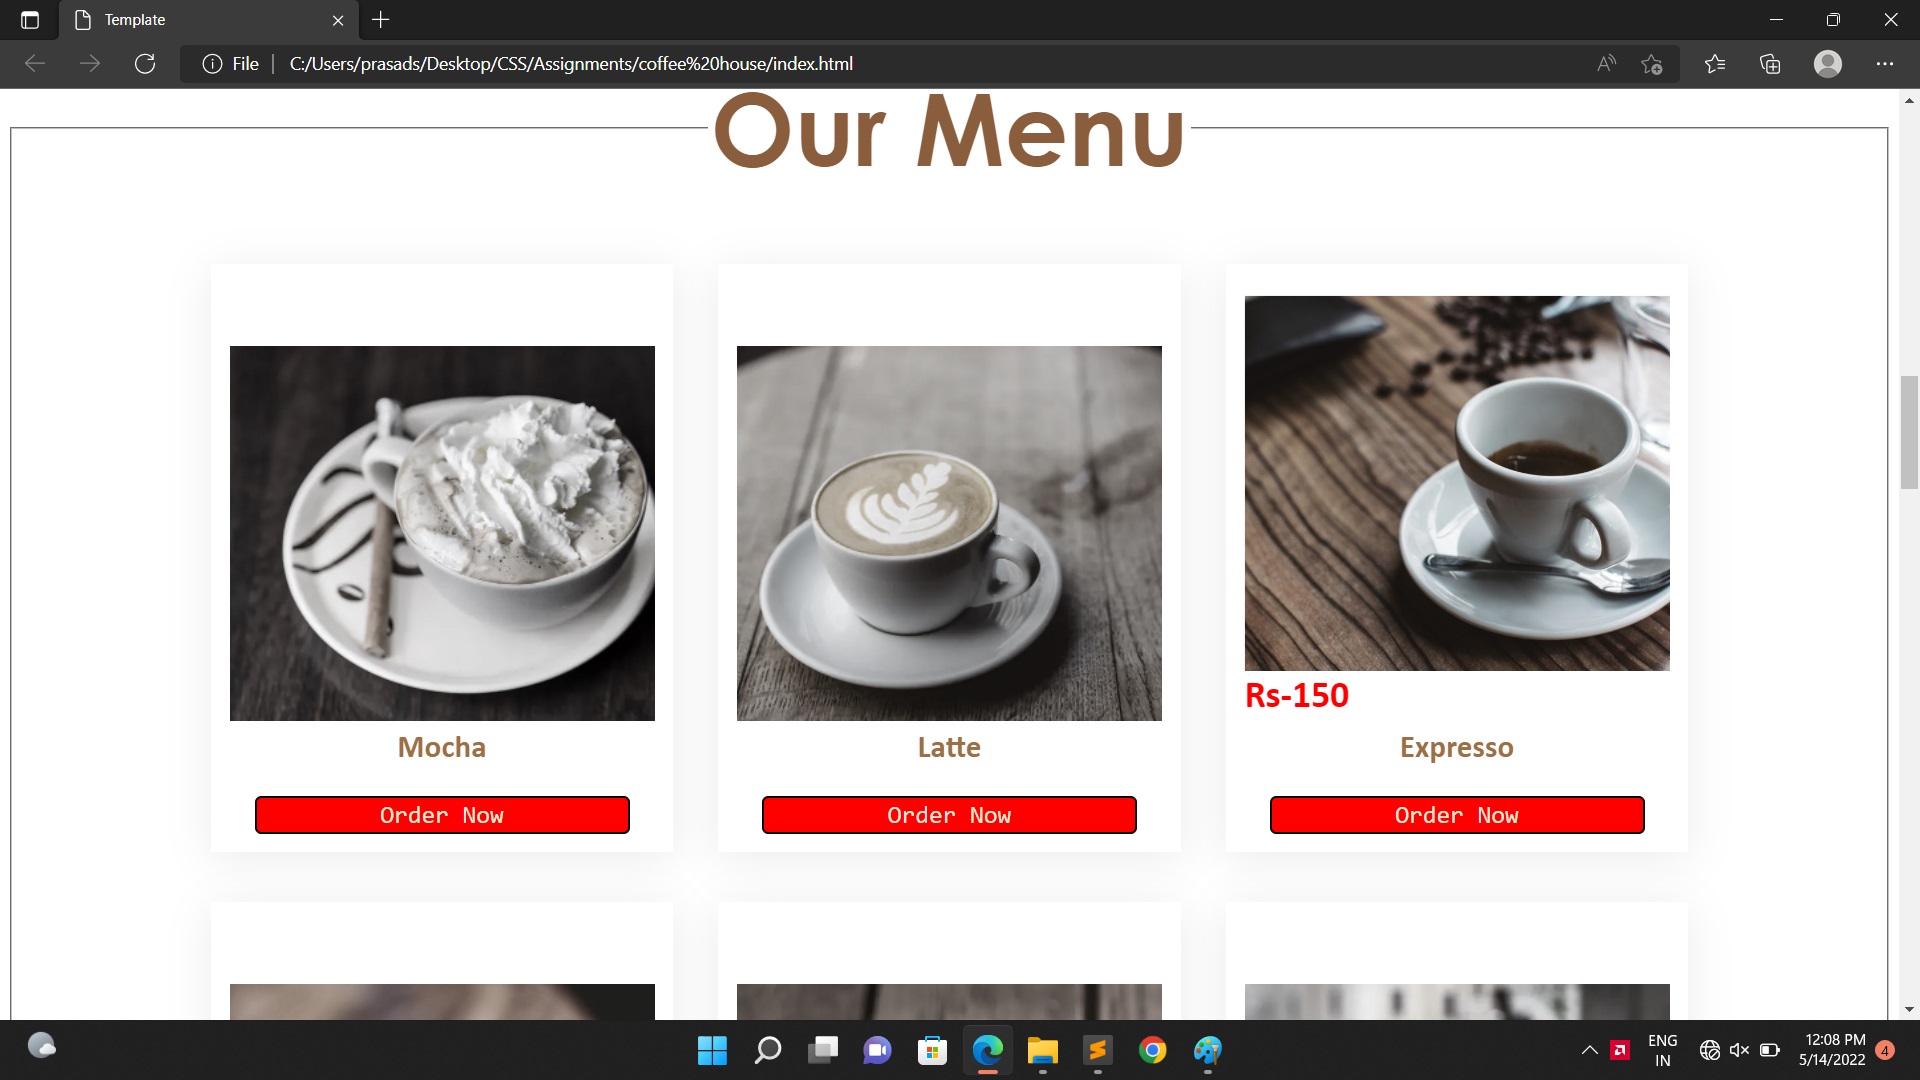 Template
File
C:/Users/prasads/Desktop/CSS/Assignments/coffee%20house/index.html
Our Menu
Rs-150
Mocha
Latte
Expresso
Order Now
Order Now
Order Now
ENG
IN
12:08 PM
5/14/2022
4